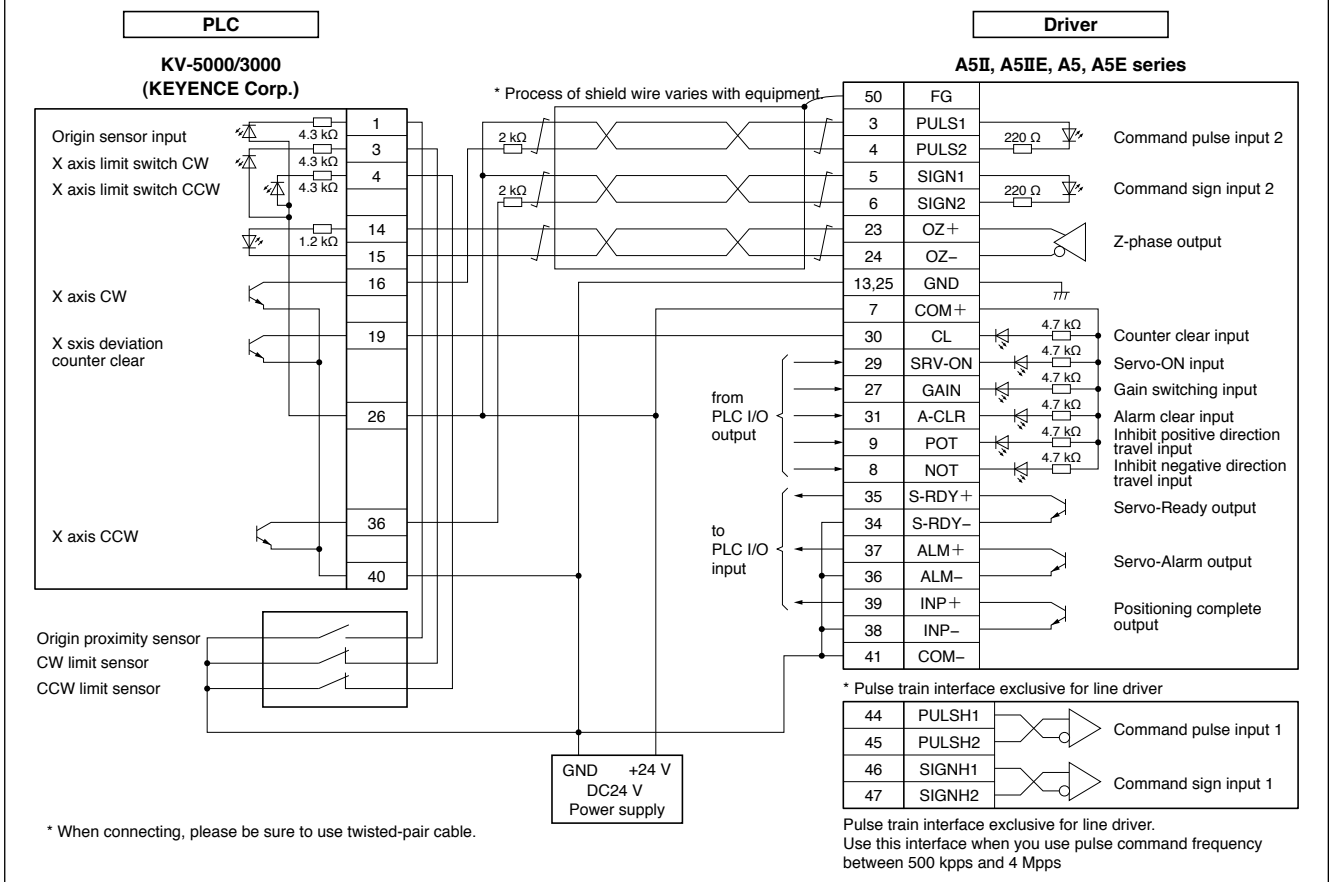 PLC
Driver
KV-5000/3000
(KEYENCE Corp.)
A5II, A5IIE, A5, A5E series
* Process of shield wire varies with equipment.
Origin sensor input
X axis limit switch CW
X axis limit switch CCW
4.3 kΩ
4.3 kΩ
4.3 kΩ
1.2 kΩ
X axis CW
X sxis deviation
counter clear
X axis CCW
1
3
4
14
15
16
19
26
36
40
2 kΩ
2 kΩ
50 FG
3 PULS1
4 PULS2
5 SIGN1
6 SIGN2
23 OZ+
24 OZ−
13,25 GND
7 COM+
30 CL
29 SRV-ON
27 GAIN
31 A-CLR
9 POT
8 NOT
35 S-RDY+
34 S-RDY−
37 ALM+
36 ALM−
39 INP+
38 INP−
41 COM−
220 Ω
Command pulse input 2
220 Ω
Command sign input 2
Z-phase output
4.7 kΩ
Counter clear input
4.7 kΩ
Servo-ON input
4.7 kΩ
Gain switching input
4.7 kΩ
Alarm clear input
4.7 kΩ
Inhibit positive direction
travel input
4.7 kΩ
Inhibit negative direction
travel input
Servo-Ready output
Servo-Alarm output
Positioning complete
output
from
PLC I/O
output
to
PLC I/O
input
Origin proximity sensor
CW limit sensor
CCW limit sensor
GND +24 V
DC24 V
Power supply
* Pulse train interface exclusive for line driver
44 PULSH1
45 PULSH2
46 SIGNH1
47 SIGNH2
Command pulse input 1
Command sign input 1
* When connecting, please be sure to use twisted-pair cable.
Pulse train interface exclusive for line driver.
Use this interface when you use pulse command frequency
between 500 kpps and 4 Mpps